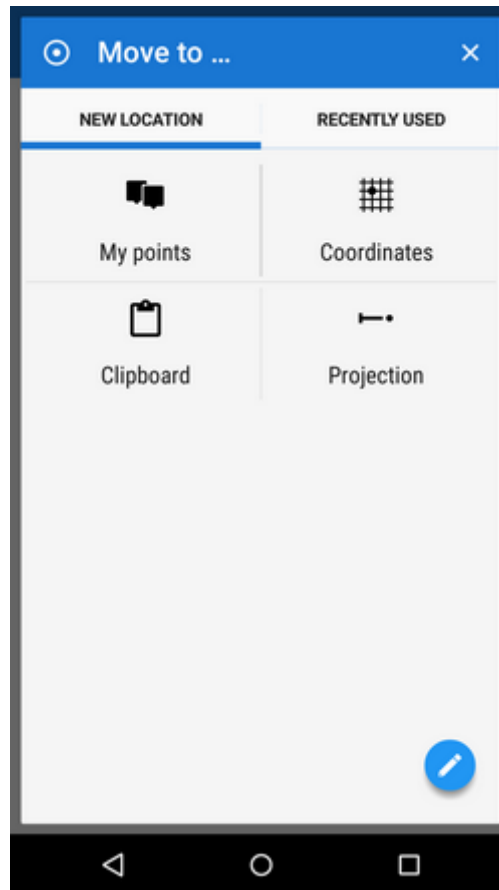 Move to ...
NEW LOCATION RECENTLY USED
My points Coordinates
Clipboard Projection